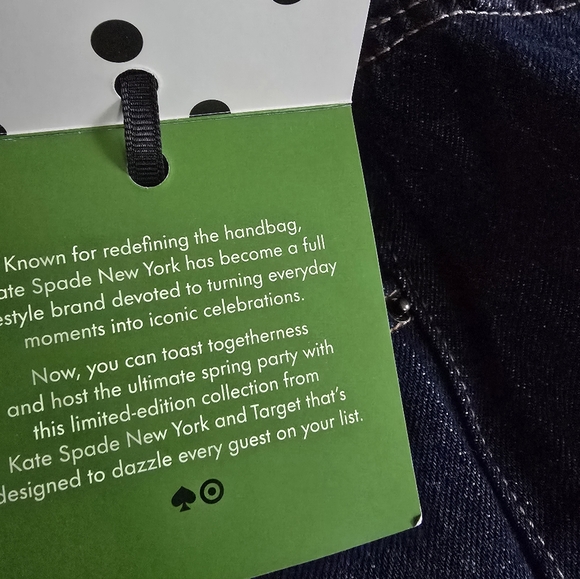 Known for redefining the handbag,
ate Spade New York has become a full
estyle brand devoted to turning everyday
moments into iconic celebrations.
Now, you can toast togetherness
and host the ultimate spring party with
this limited-edition collection from
Kate Spade New York and Target that's
designed to dazzle every guest on your list.